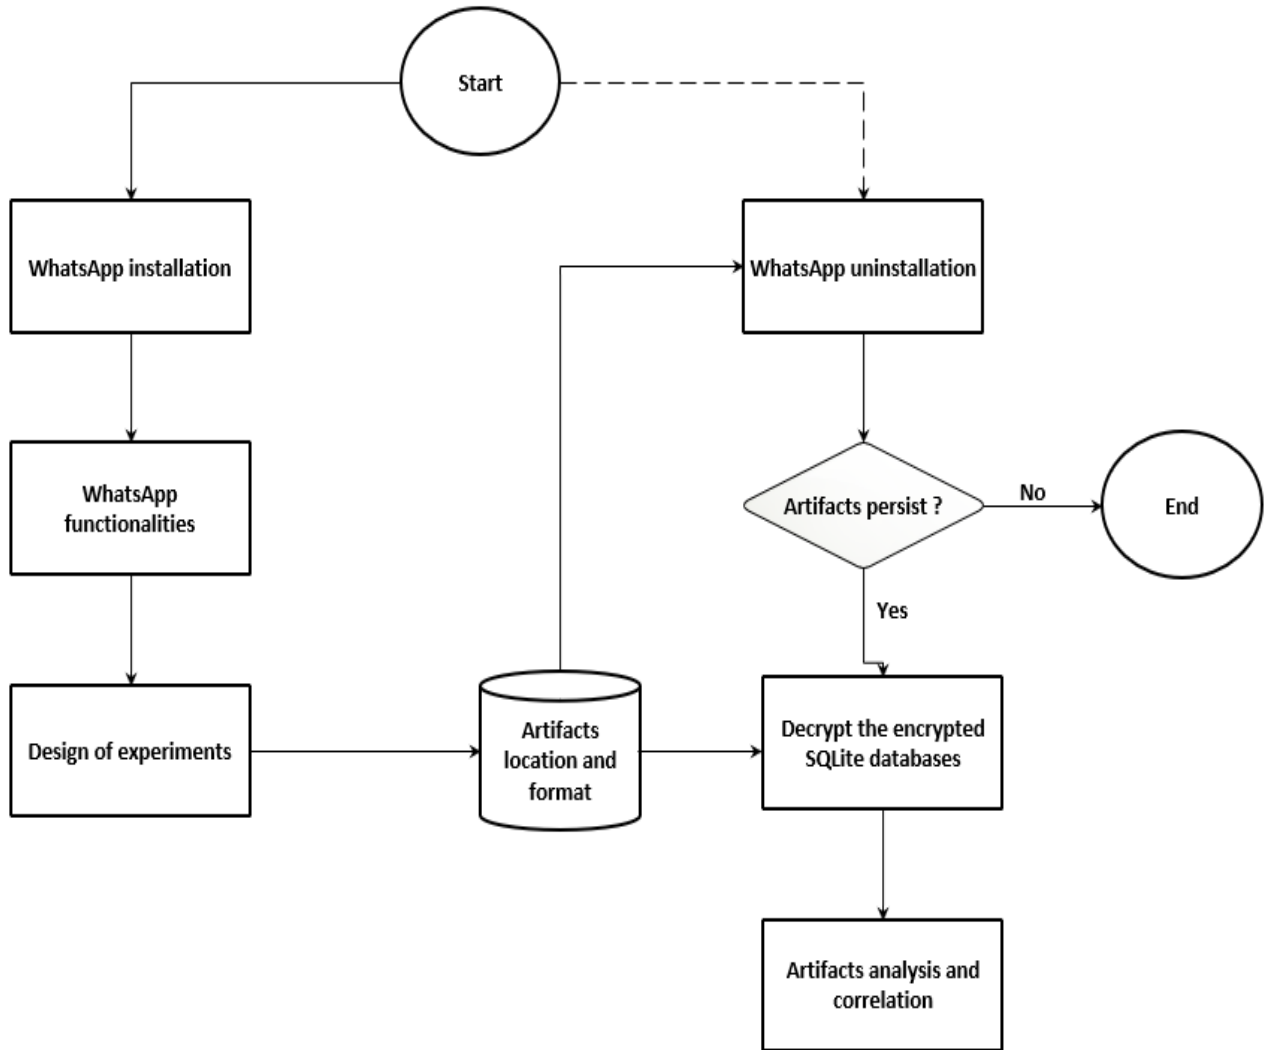 Start
WhatsApp installation
WhatsApp uninstallation
WhatsApp
functionalities
Artifacts persist ?
No
End
Yes
Design of experiments
Artifacts
location and
format
Decrypt the encrypted
SQLite databases
Artifacts analysis and
correlation